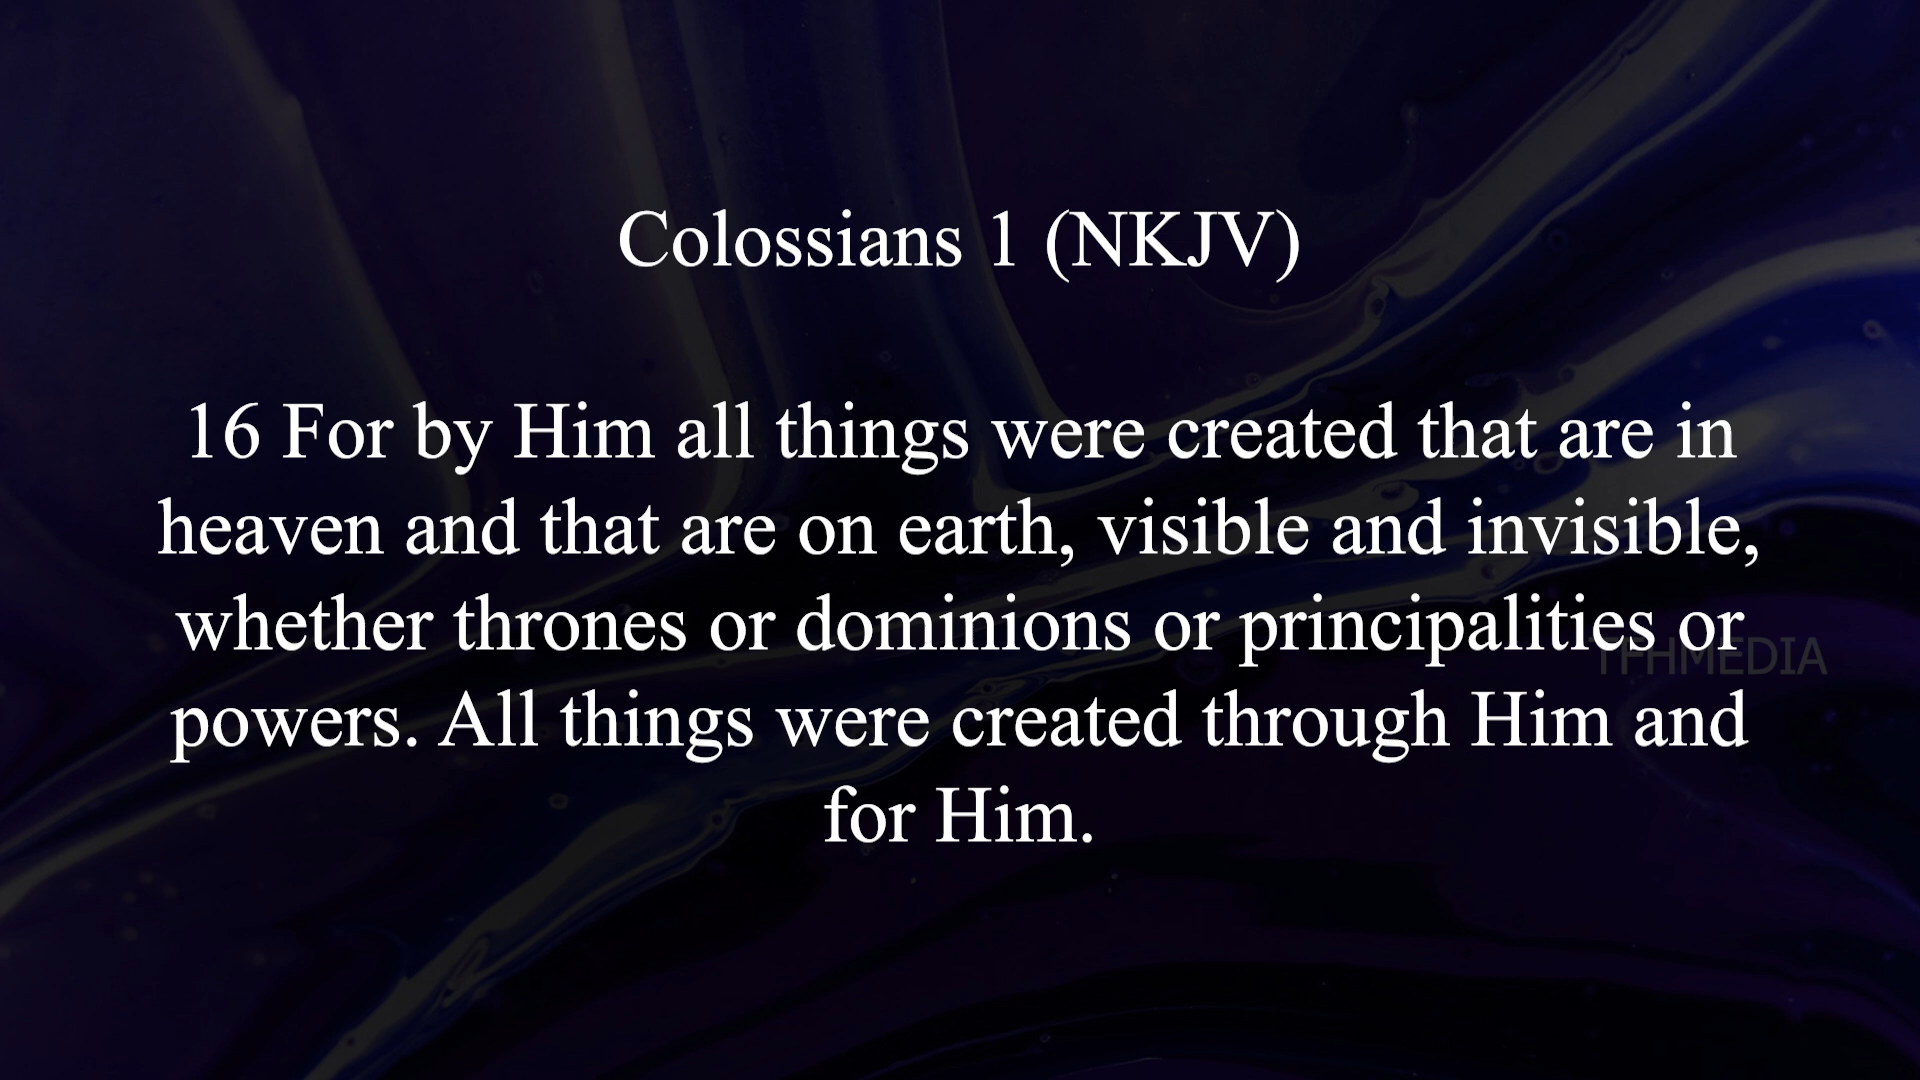 Colossians 1 (NKJV)
16 For by Him all things were created that are in
heaven and that are on earth, visible and invisible,
whether thrones or dominions or principalities or
TFHMEDIA
powers. All things were created through Him and
for Him.